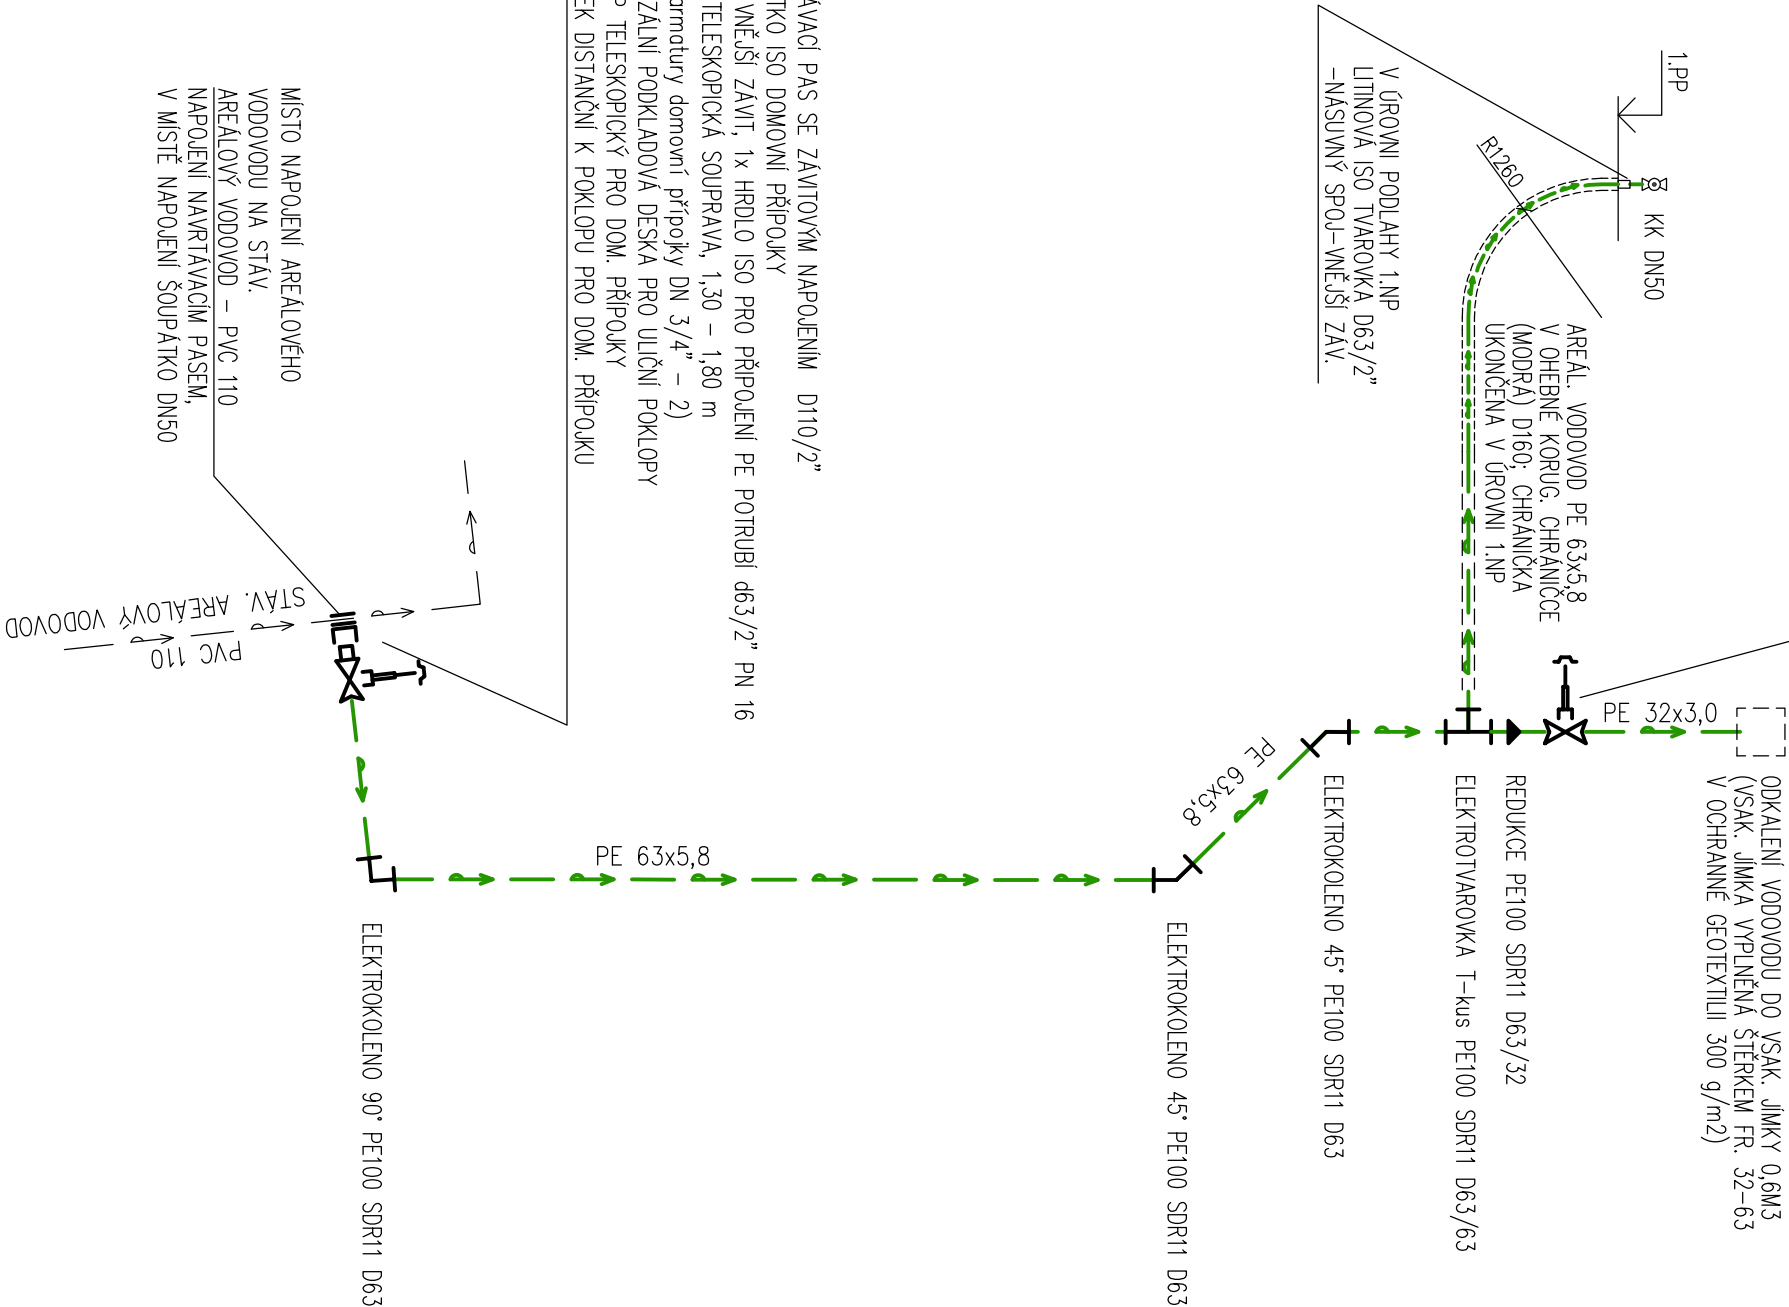 1.PP
KK DN50
R1260
V ÚROVNI PODLAHY 1.NP
LITINOVÁ ISO TVAROVKA D63/2"
-NÁSUVNÝ SPOJ-VNĚJŠÍ ZÁV.
AREÁL. VODOVOD PE 63x5,8
V OHEBNÉ KORUG. CHRÁNIČCE
(MODRÁ) D160; CHRÁNIČKA
UKONČENA V ÚROVNI 1.NP
ÁVACÍ PAS SE ZÁVITOVÝM NAPOJENÍM D110/2"
TKO ISO DOMOVNÍ PŘÍPOJKY
VNĚJŠÍ ZÁVIT, 1x HRDLO ISO PRO PŘIPOJENÍ PE POTRUBÍ d63/2" PN 16
TELESKOPICKÁ SOUPRAVA, 1,30 - 1,80 m
armatury domovní přípojky DN 3/4" - 2)
ZÁLNÍ PODKLADOVÁ DESKA PRO ULIČNÍ POKLOPY
P TELESKOPICKÝ PRO DOM. PŘÍPOJKY
EK DISTANČNÍ K POKLOPU PRO DOM. PŘÍPOJKU
MÍSTO NAPOJENÍ AREÁLOVÉHO
VODOVODU NA STÁV.
AREÁLOVÝ VODOVOD - PVC 110
NAPOJENÍ NAVRTÁVACÍM PASEM,
V MÍSTĚ NAPOJENÍ ŠOUPÁTKO DN50
STÁV. AREÁLOVÝ VODOVOD
PVC 110
PE 63x5,8
PE 63x5,8
PE 32x3,0
ODKALENÍ VODOVODU DO VSAK. JÍMKY 0,6M3
(VSAK. JÍMKA VYPLNĚNÁ ŠTĚRKEM FR. 32-63
V OCHRANNÉ GEOTEXTILII 300 g/m2)
REDUKCE PE100 SDR11 D63/32
ELEKTROTVAROVKA T-kus PE100 SDR11 D63/63
ELEKTROKOLENO 45° PE100 SDR11 D63
ELEKTROKOLENO 45° PE100 SDR11 D63
ELEKTROKOLENO 90° PE100 SDR11 D63